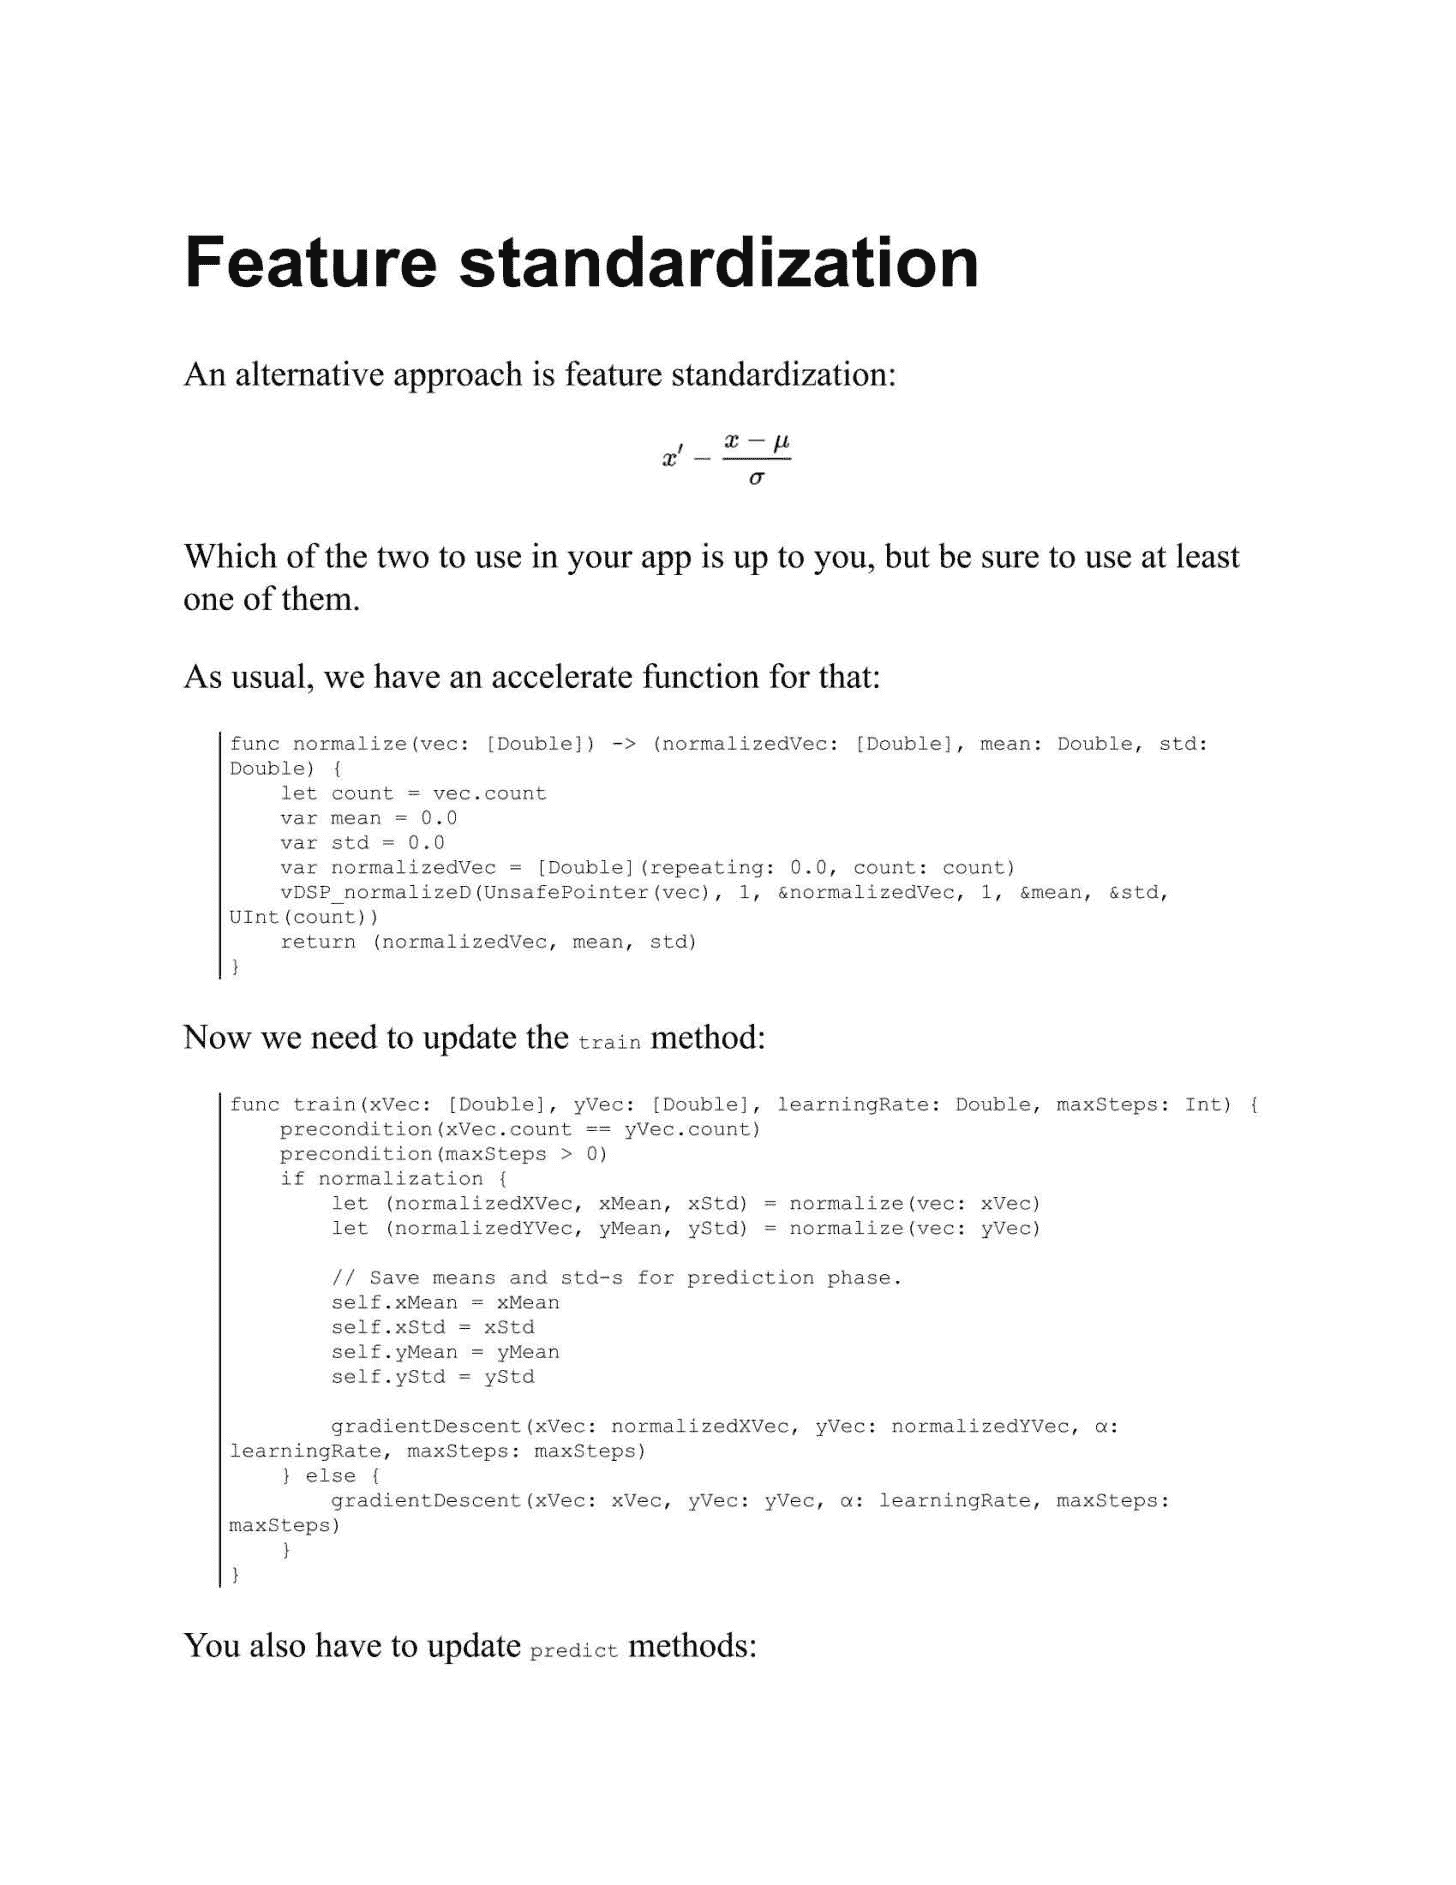 Feature standardization
An alternative approach is feature standardization:
x′ − (x − μ) / σ
Which of the two to use in your app is up to you, but be sure to use at least
one of them.
As usual, we have an accelerate function for that:
func normalize(vec: [Double]) -> (normalizedVec: [Double], mean: Double, std:
Double) {
    let count = vec.count
    var mean = 0.0
    var std = 0.0
    var normalizedVec = [Double](repeating: 0.0, count: count)
    vDSP_normalizeD(UnsafePointer(vec), 1, &normalizedVec, 1, &mean, &std,
UInt(count))
    return (normalizedVec, mean, std)
}
Now we need to update the train method:
func train(xVec: [Double], yVec: [Double], learningRate: Double, maxSteps: Int) {
    precondition(xVec.count == yVec.count)
    precondition(maxSteps > 0)
    if normalization {
        let (normalizedXVec, xMean, xStd) = normalize(vec: xVec)
        let (normalizedYVec, yMean, yStd) = normalize(vec: yVec)
        // Save means and std-s for prediction phase.
        self.xMean = xMean
        self.xStd = xStd
        self.yMean = yMean
        self.yStd = yStd
        gradientDescent(xVec: normalizedXVec, yVec: normalizedYVec, α:
learningRate, maxSteps: maxSteps)
    } else {
        gradientDescent(xVec: xVec, yVec: yVec, α: learningRate, maxSteps:
maxSteps)
    }
}
You also have to update predict methods: